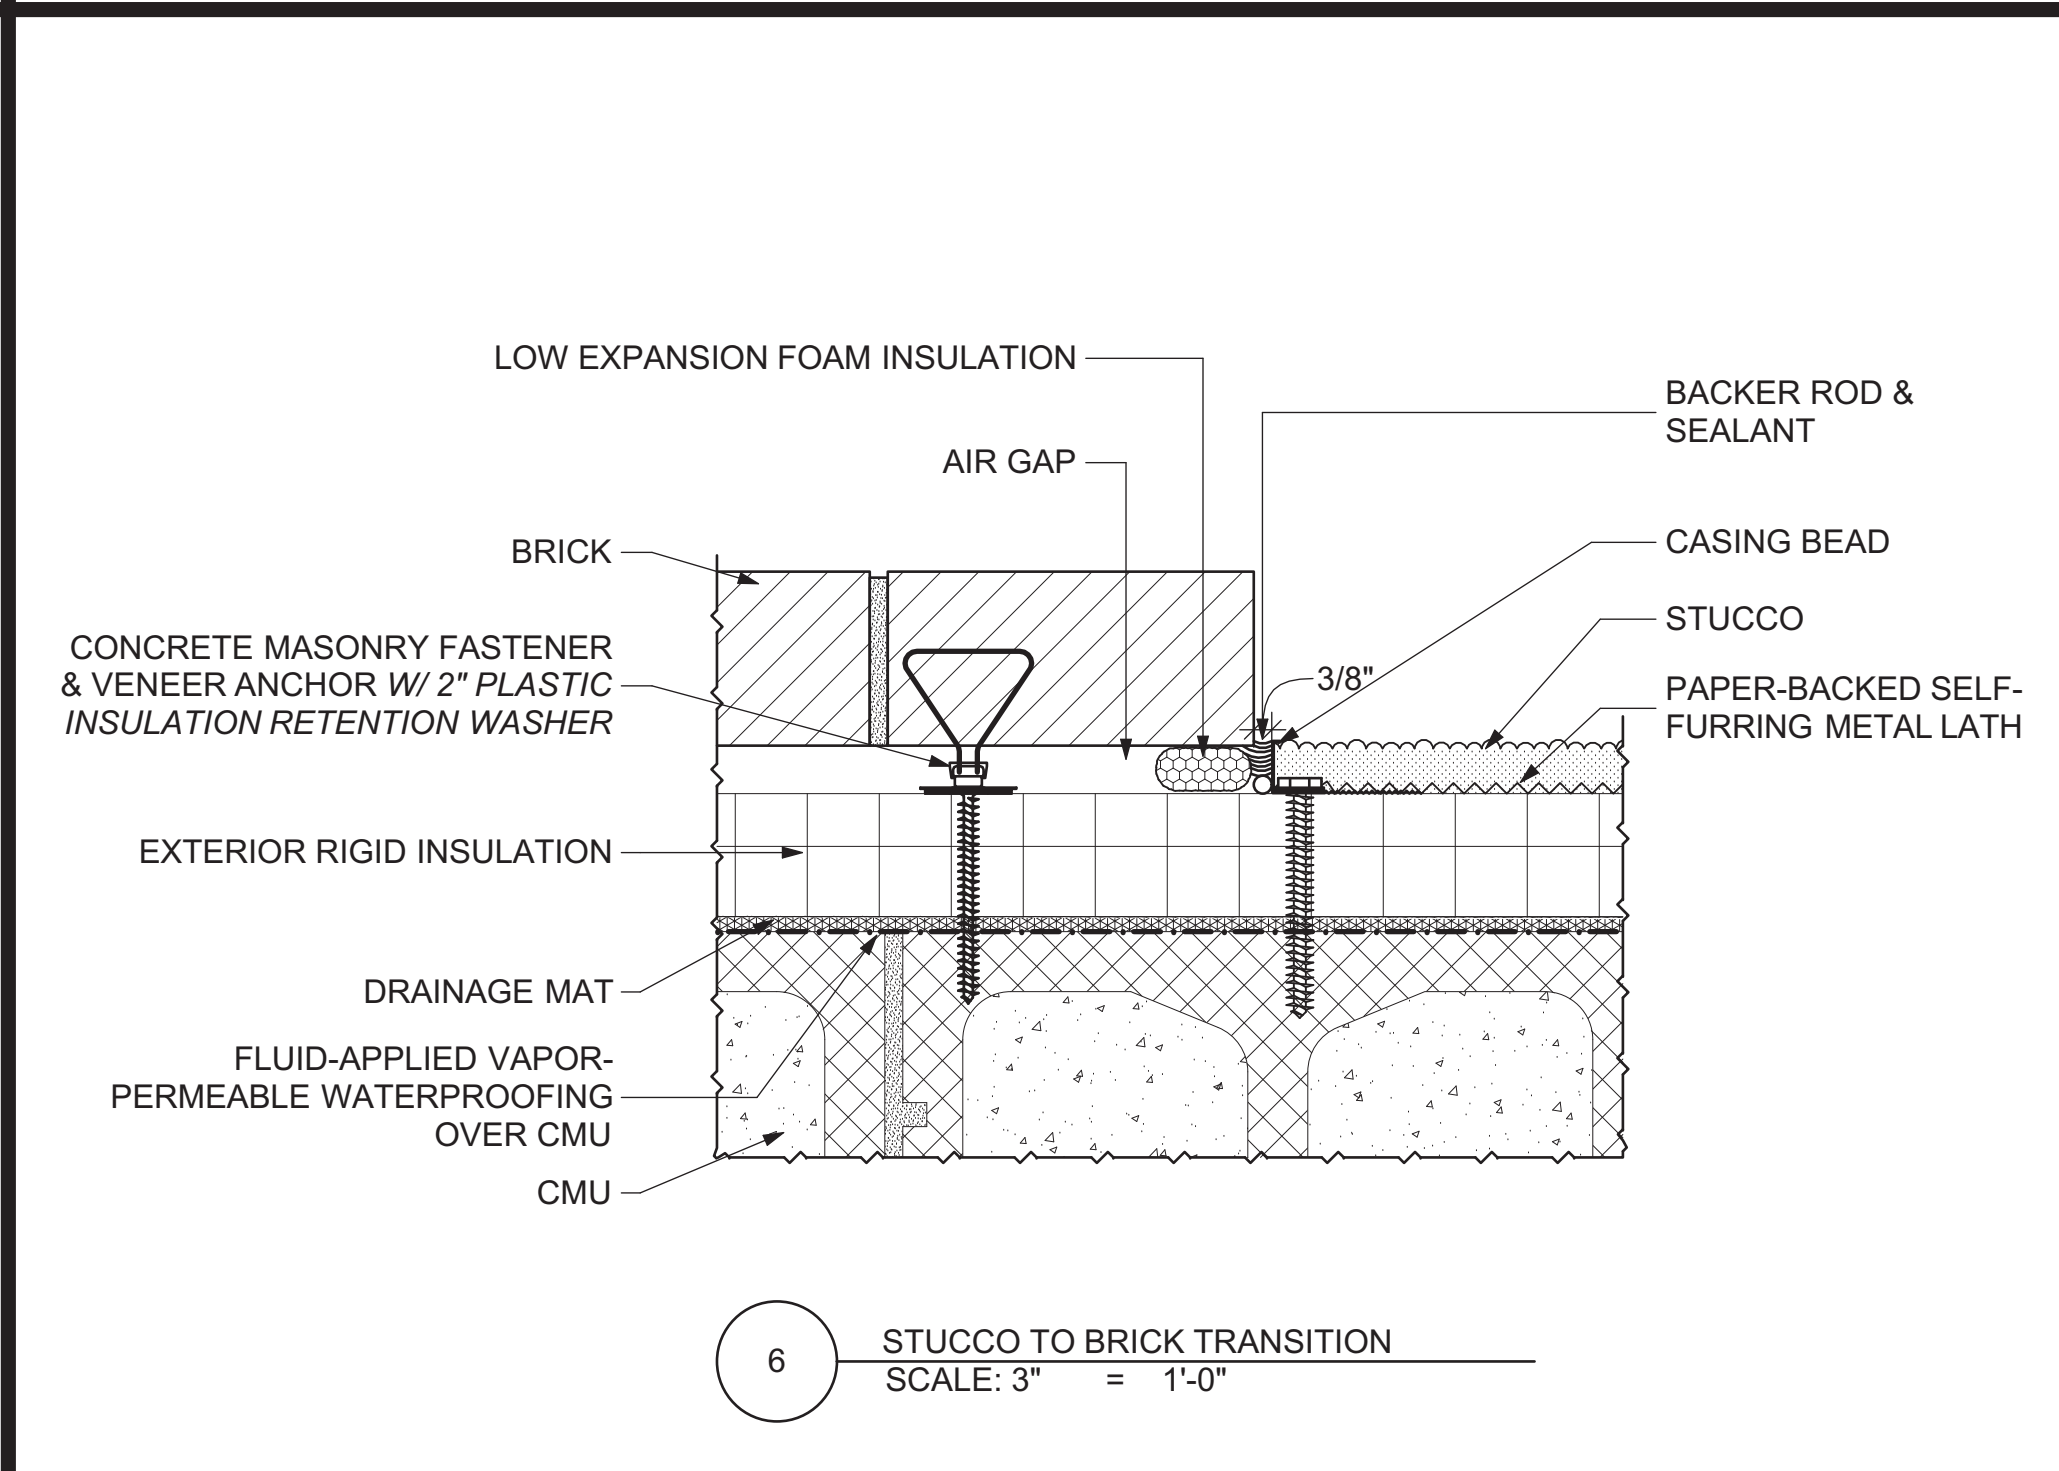 LOW EXPANSION FOAM INSULATION
AIR GAP
BRICK
CONCRETE MASONRY FASTENER
& VENEER ANCHOR W/ 2" PLASTIC
INSULATION RETENTION WASHER
EXTERIOR RIGID INSULATION
DRAINAGE MAT
FLUID-APPLIED VAPOR-
PERMEABLE WATERPROOFING
OVER CMU
CMU
BACKER ROD &
SEALANT
CASING BEAD
STUCCO
3/8"
PAPER-BACKED SELF-
FURRING METAL LATH
6
STUCCO TO BRICK TRANSITION
SCALE: 3" = 1'-0"